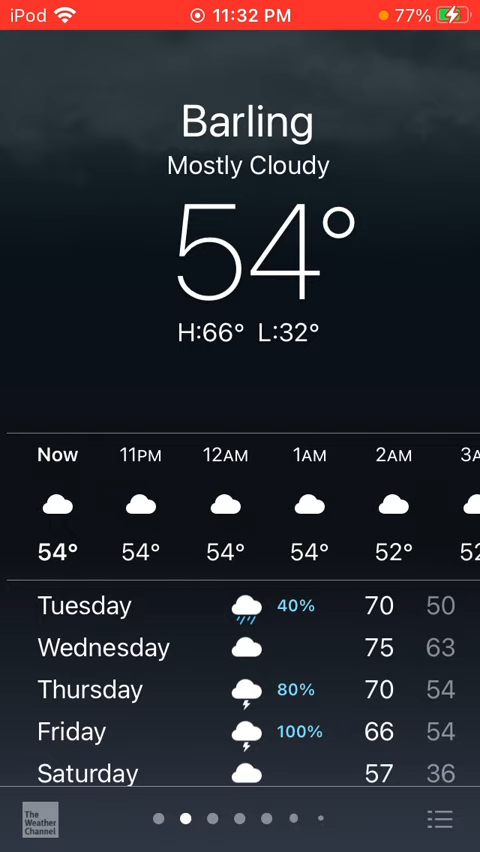 iPod 11:32 PM 77%
Barling
Mostly Cloudy
54°
H:66° L:32°
Now 11PM 12AM 1AM 2AM 3A
54° 54° 54° 54° 52° 52
Tuesday 40% 70 50
Wednesday 75 63
Thursday 80% 70 54
Friday 100% 66 54
Saturday 57 36
The
Weather
Channel